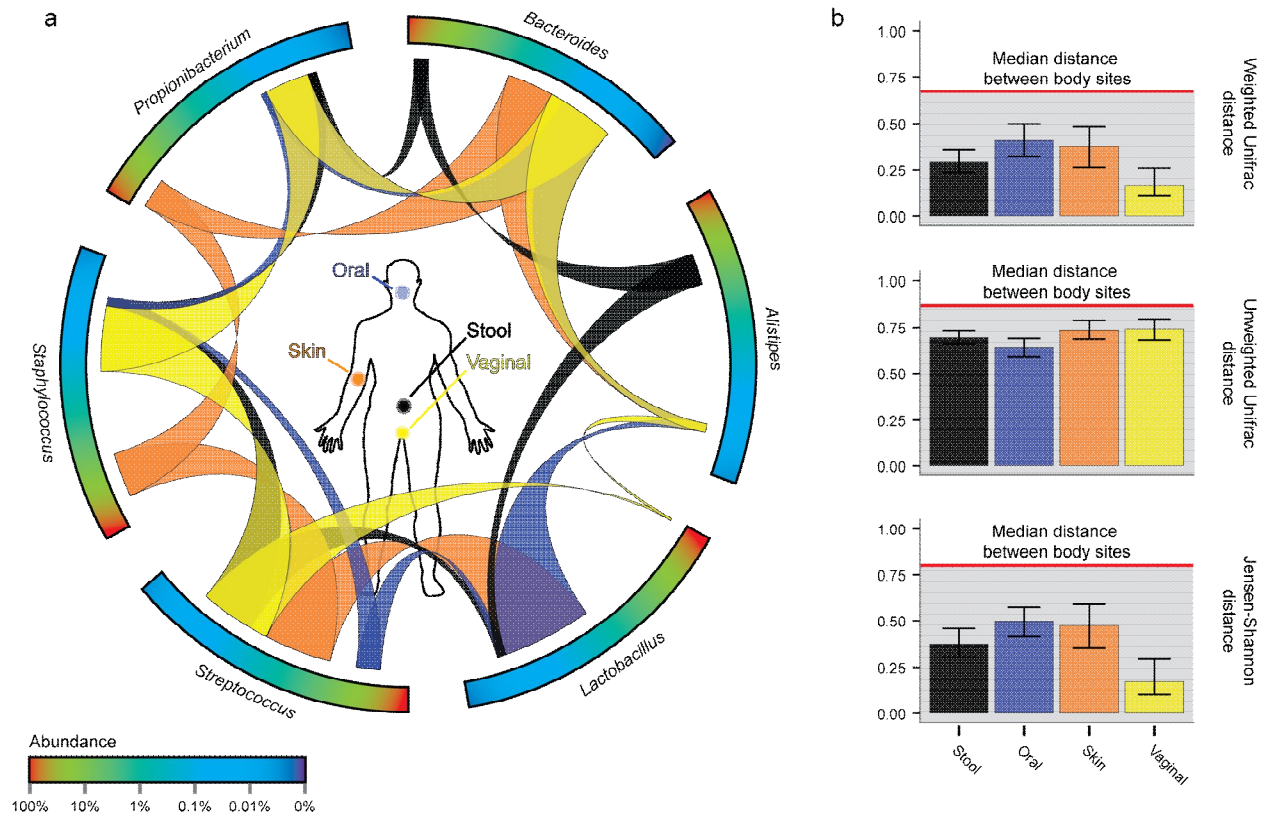 a
Propionibacterium
Bacteroides
Staphylococcus
Alistipes
Streptococcus
Lactobacillus
Oral
Stool
Skin
Vaginal
Abundance
100% 10% 1% 0.1% 0.01% 0%
b
1.00
0.75
0.50
0.25
0.00
Median distance
between body sites
Weighted Unifrac
distance
1.00
0.75
0.50
0.25
0.00
Median distance
between body sites
Unweighted Unifrac
distance
1.00
0.75
0.50
0.25
0.00
Median distance
between body sites
Jensen-Shannon
distance
Stool Oral Skin Vaginal